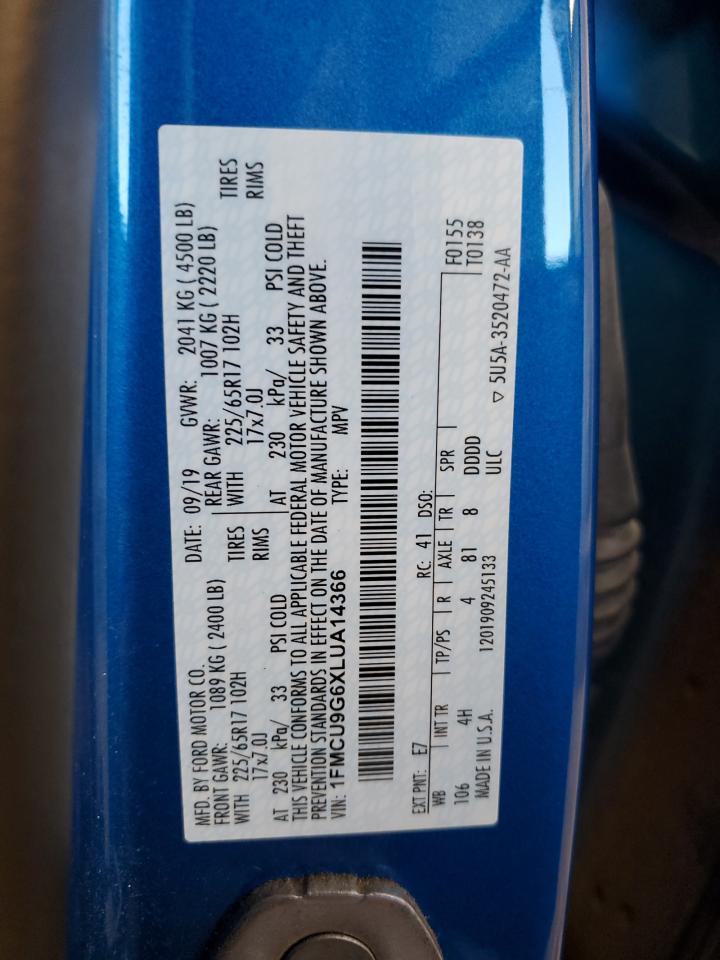 MFD. BY FORD MOTOR CO.
DATE: 09/19 GVWR: 2041 KG ( 4500 LB)
FRONT GAWR: 1089 KG ( 2400 LB) REAR GAWR: 1007 KG ( 2220 LB)
WITH 225/65R17 102H TIRES WITH 225/65R17 102H TIRES
17x7.0J RIMS 17x7.0J RIMS
AT 230 kPa/ 33 PSI COLD AT 230 kPa/ 33 PSI COLD
THIS VEHICLE CONFORMS TO ALL APPLICABLE FEDERAL MOTOR VEHICLE SAFETY AND THEFT
PREVENTION STANDARDS IN EFFECT ON THE DATE OF MANUFACTURE SHOWN ABOVE.
VIN: 1FMCU9G6XLUA14366 TYPE: MPV
EXT PNT: E7 RC: 41 DSO: F0155
WB INT TR TP/PS R AXLE TR SPR T0138
106 4H 4 81 8 DDDD
MADE IN U.S.A. 1201909245133 ULC ▽ 5U5A-3520472-AA